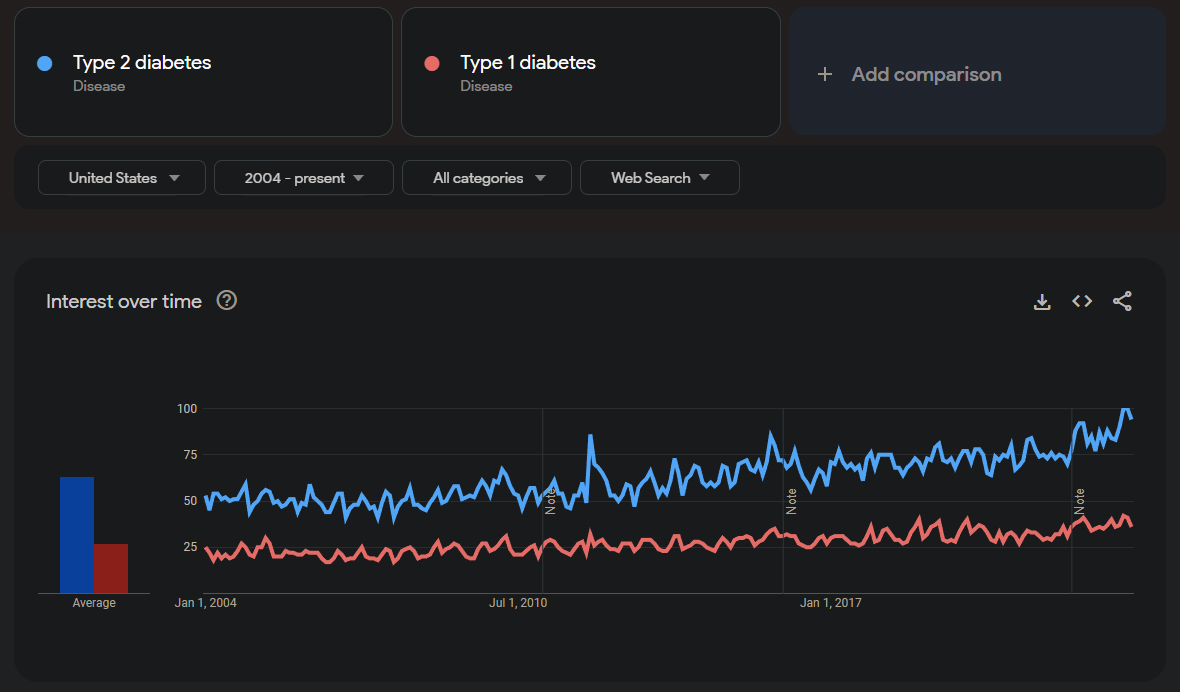 Type 2 diabetes
Disease
Type 1 diabetes
Disease
+ Add comparison
United States
2004 - present
All categories
Web Search
Interest over time
?
100
75
50
25
Note
Note
Note
Average
Jan 1, 2004
Jul 1, 2010
Jan 1, 2017